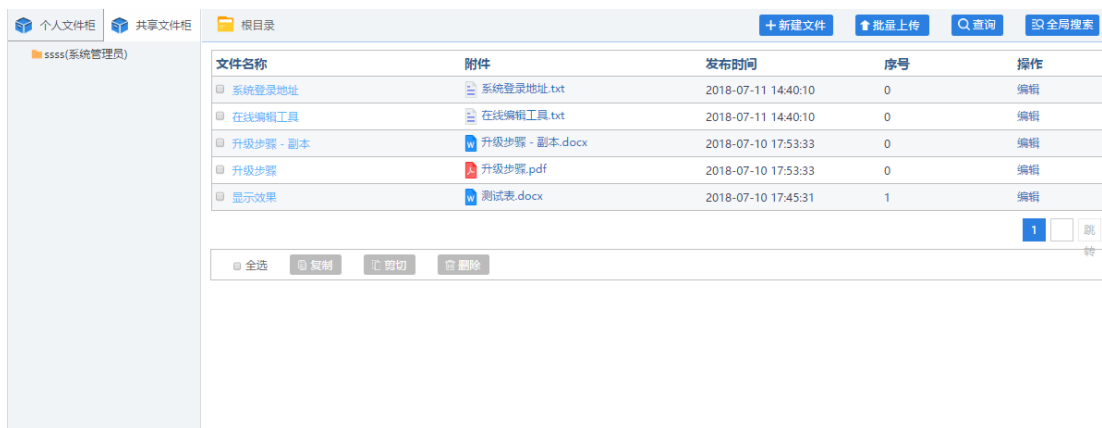 个人文件柜 共享文件柜 根目录 新建文件 批量上传 查询 全局搜索
ssss(系统管理员)
文件名称 附件 发布时间 序号 操作
系统登录地址 系统登录地址.txt 2018-07-11 14:40:10 0 编辑
在线编辑工具 在线编辑工具.txt 2018-07-11 14:40:10 0 编辑
升级步骤 - 副本 升级步骤 - 副本.docx 2018-07-10 17:53:33 0 编辑
升级步骤 升级步骤.pdf 2018-07-10 17:53:33 0 编辑
显示效果 测试表.docx 2018-07-10 17:45:31 1 编辑
1 跳转
全选 复制 剪切 删除